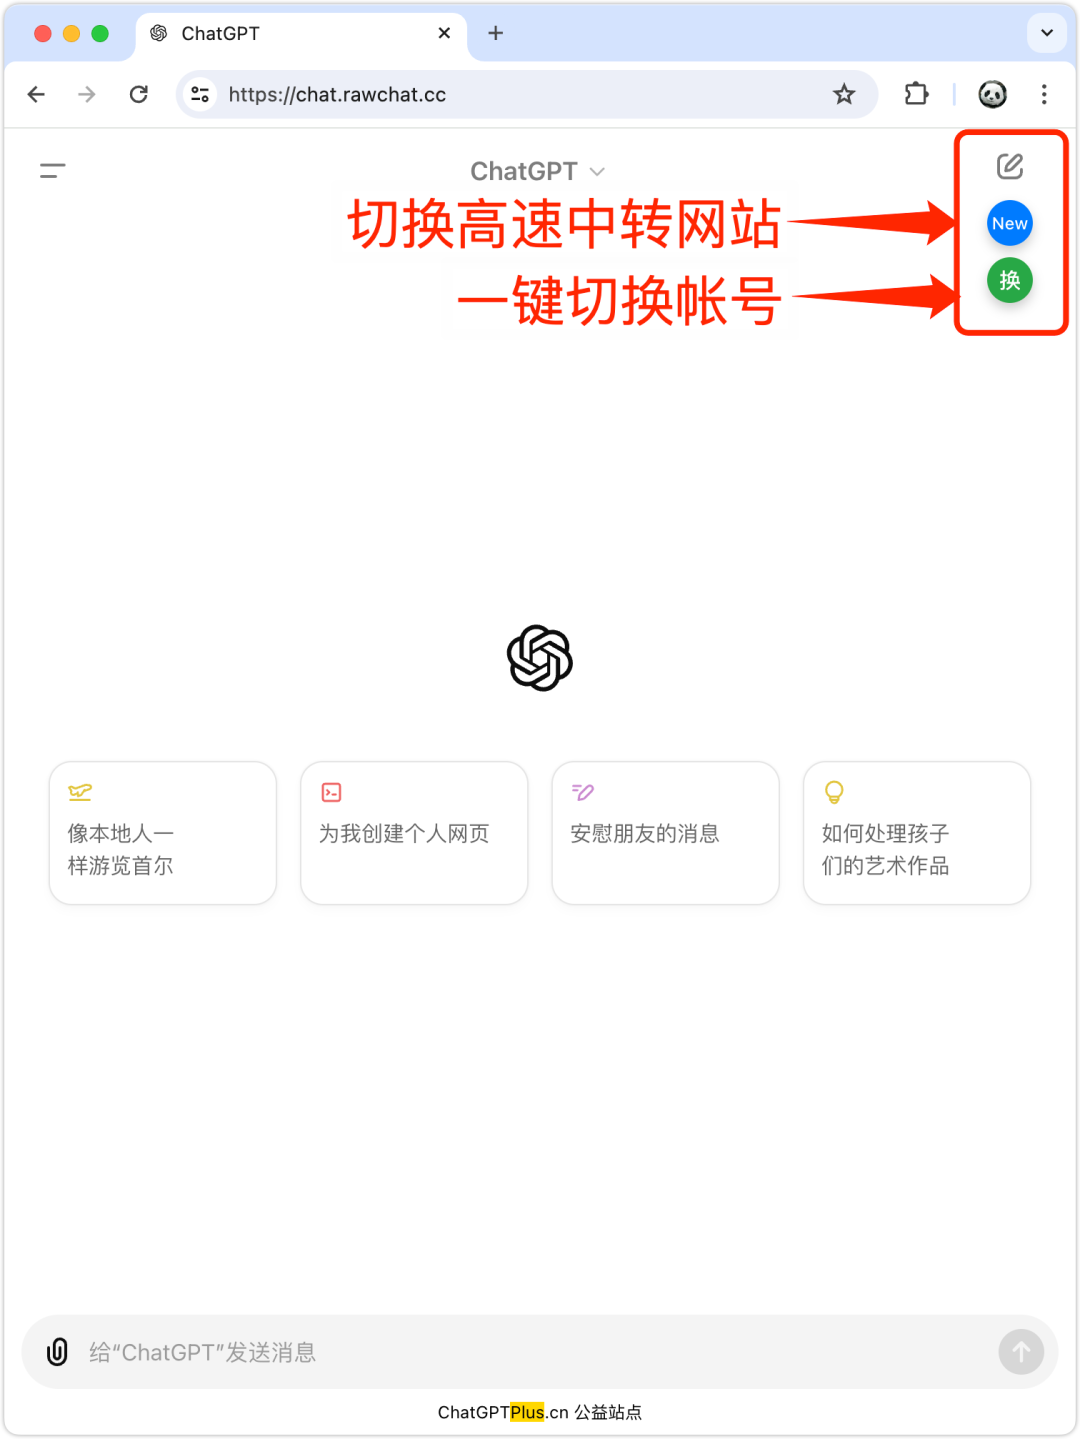 ChatGPT
https://chat.rawchat.cc
ChatGPT
切换高速中转网站
New
一键切换帐号
换
像本地人一
样游览首尔
为我创建个人网页
安慰朋友的消息
如何处理孩子
们的艺术作品
给“ChatGPT”发送消息
ChatGPTPlus.cn 公益站点